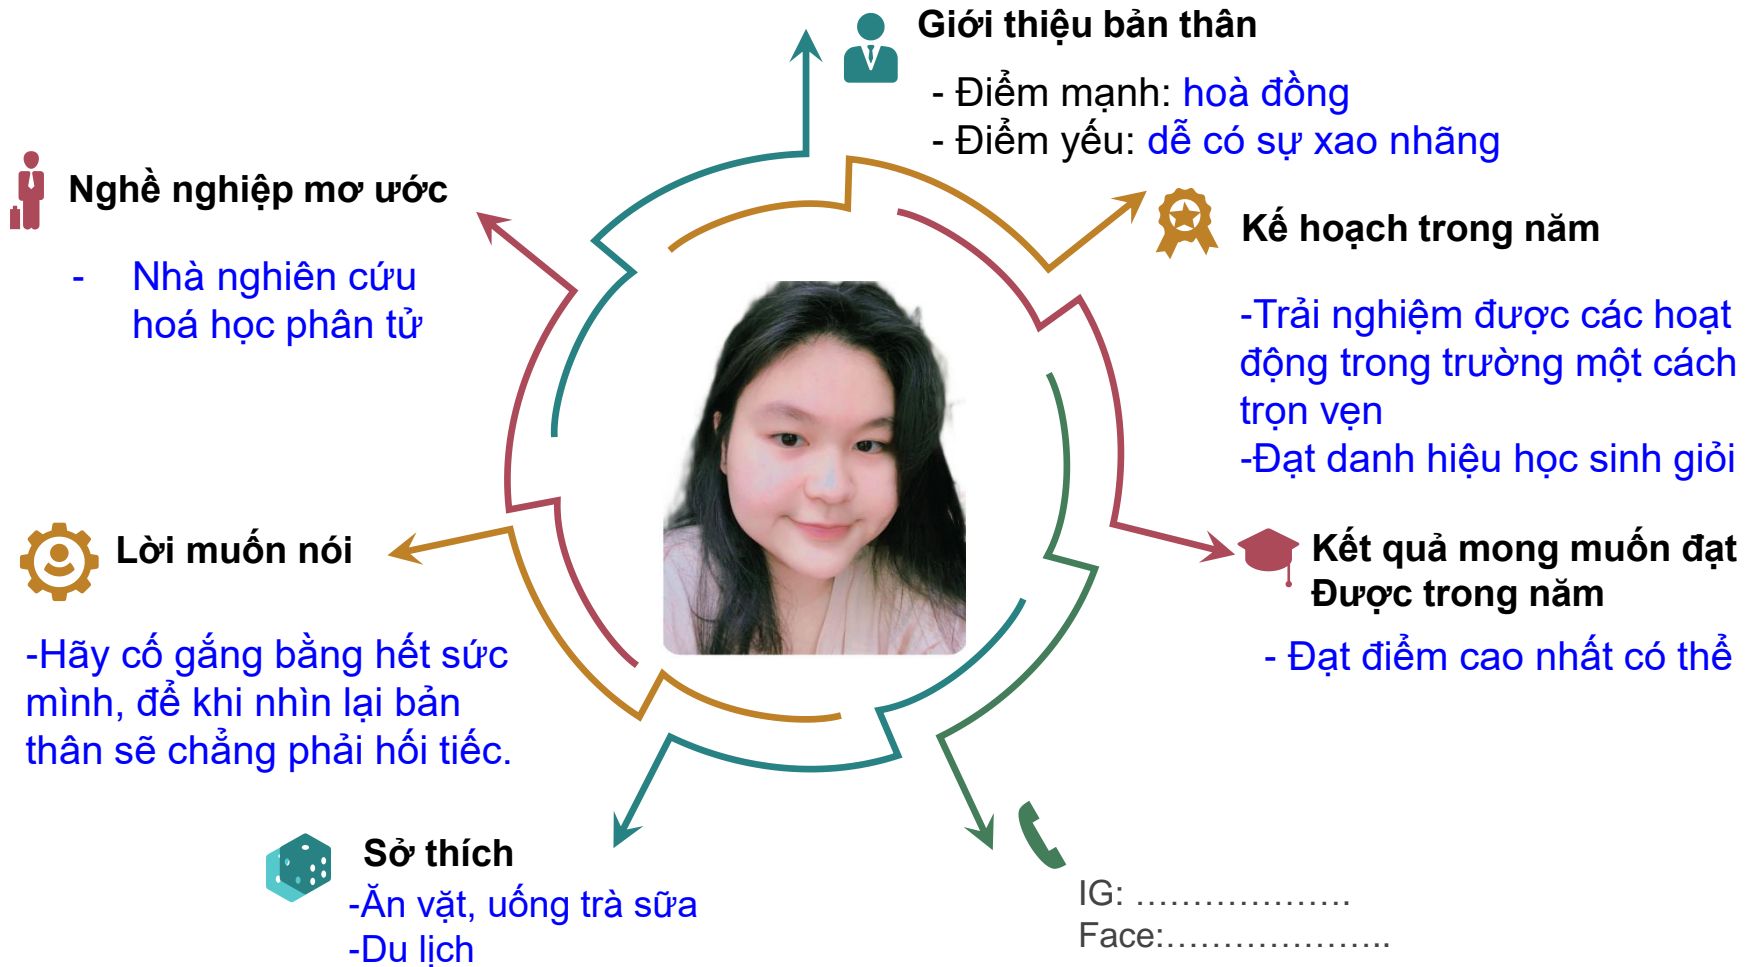 Giới thiệu bản thân
- Điểm mạnh: hoà đồng
- Điểm yếu: dễ có sự xao nhãng
Nghề nghiệp mơ ước
- Nhà nghiên cứu
hoá học phân tử
Kế hoạch trong năm
-Trải nghiệm được các hoạt
động trong trường một cách
trọn vẹn
-Đạt danh hiệu học sinh giỏi
Lời muốn nói
-Hãy cố gắng bằng hết sức
mình, để khi nhìn lại bản
thân sẽ chẳng phải hối tiếc.
Kết quả mong muốn đạt
Được trong năm
- Đạt điểm cao nhất có thể
Sở thích
-Ăn vặt, uống trà sữa
-Du lịch
IG: ……………….
Face:………………..